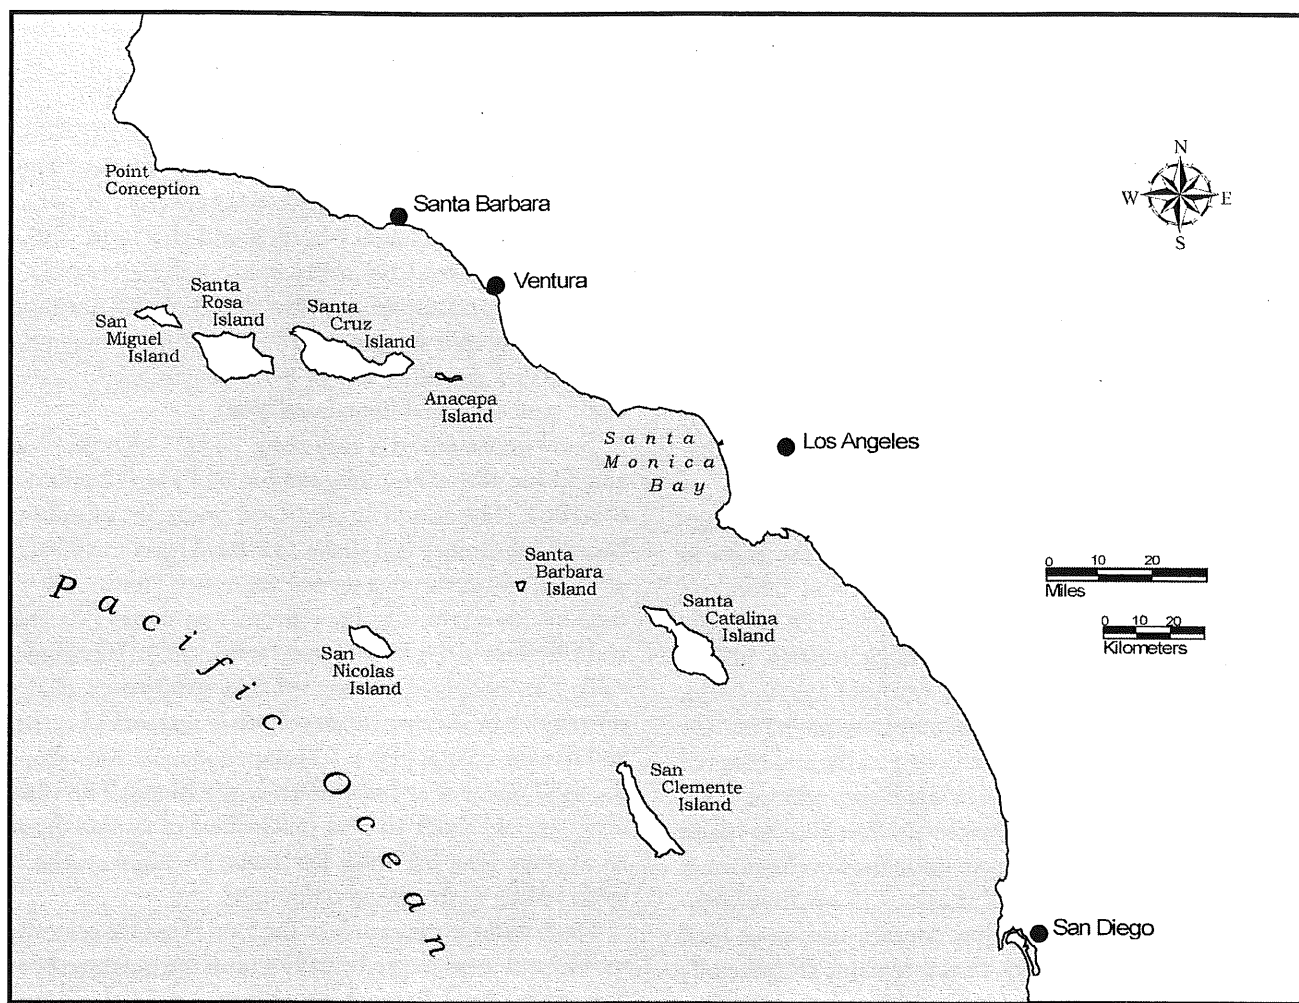 N
W E
S
Point
Conception
Santa Barbara
Ventura
Santa
Rosa
Island
San
Miguel
Island
Santa
Cruz
Island
Anacapa
Island
Santa
Monica
Bay
Los Angeles
Santa
Barbara
Island
Santa
Catalina
Island
San
Nicolas
Island
San
Clemente
Island
Pacific Ocean
0 10 20
Miles
0 10 20
Kilometers
San Diego